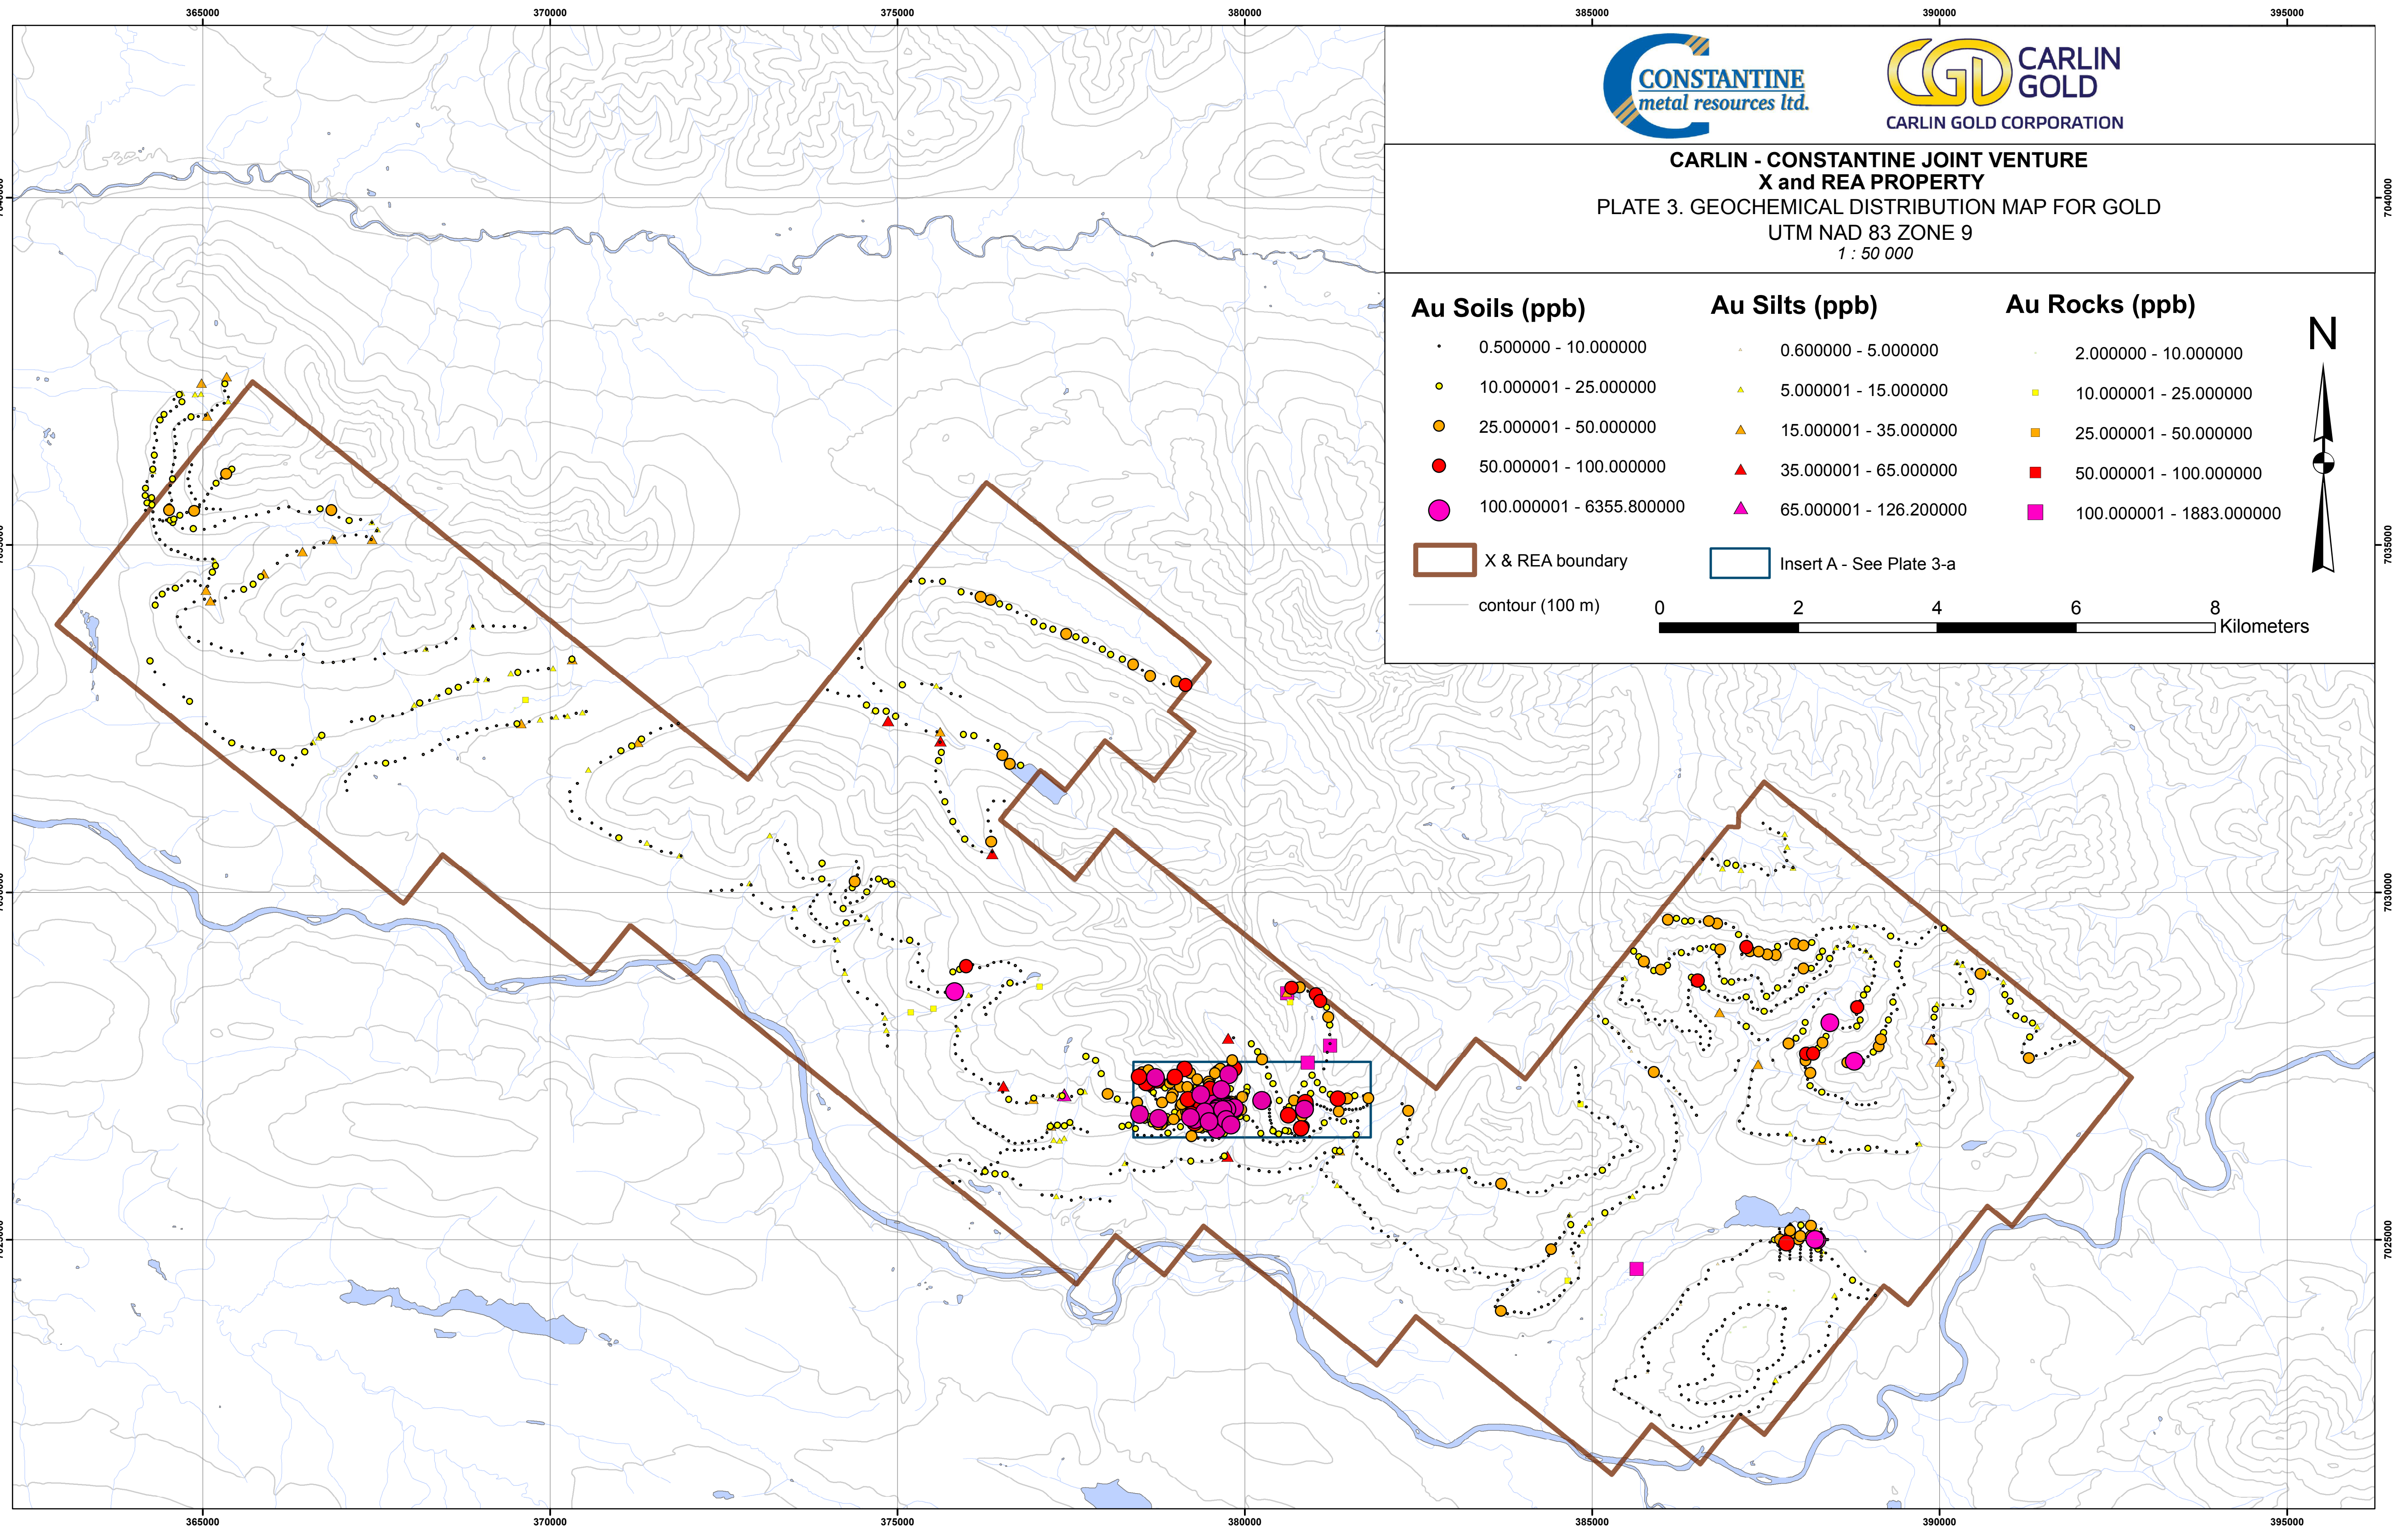 365000 370000 375000 380000 385000 390000 395000
CONSTANTINE
metal resources ltd.
CGD CARLIN
GOLD
CARLIN GOLD CORPORATION
CARLIN - CONSTANTINE JOINT VENTURE
X and REA PROPERTY
PLATE 3. GEOCHEMICAL DISTRIBUTION MAP FOR GOLD
UTM NAD 83 ZONE 9
1 : 50 000
Au Soils (ppb)
0.500000 - 10.000000
10.000001 - 25.000000
25.000001 - 50.000000
50.000001 - 100.000000
100.000001 - 6355.800000
Au Silts (ppb)
0.600000 - 5.000000
5.000001 - 15.000000
15.000001 - 35.000000
35.000001 - 65.000000
65.000001 - 126.200000
Au Rocks (ppb)
2.000000 - 10.000000
10.000001 - 25.000000
25.000001 - 50.000000
50.000001 - 100.000000
100.000001 - 1883.000000
N
X & REA boundary
Insert A - See Plate 3-a
contour (100 m)
0 2 4 6 8
Kilometers
7040000
7035000
7030000
7025000
365000 370000 375000 380000 385000 390000 395000